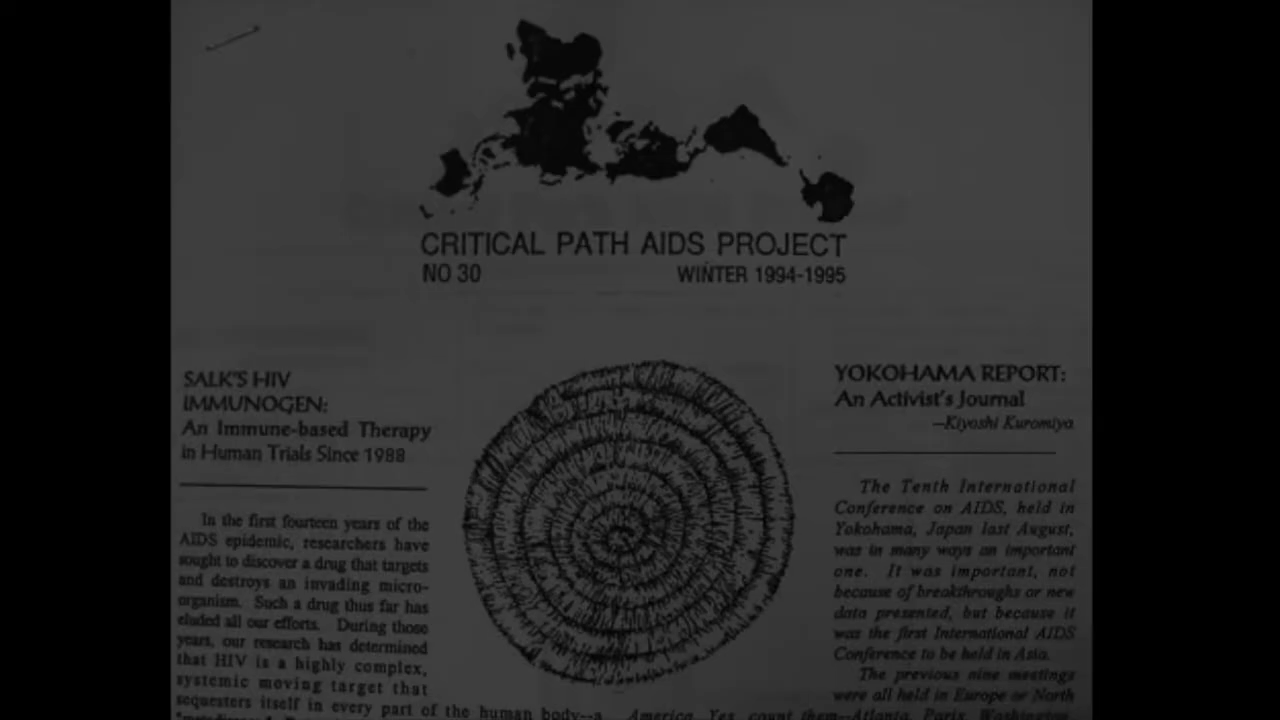 CRITICAL PATH AIDS PROJECT
NO 30 WINTER 1994-1995
SALK'S HIV
IMMUNOGEN:
An Immune-based Therapy
in Human Trials Since 1988
In the first fourteen years of the
AIDS epidemic, researchers have
sought to discover a drug that targets
and destroys an invading micro-
organism. Such a drug thus far has
eluded all our efforts. During those
years, our research has determined
that HIV is a highly complex,
systemic moving target that
sequesters itself in every part of the human body--a
YOKOHAMA REPORT:
An Activist's Journal
—Kiyoshi Kuromiya
The Tenth International
Conference on AIDS, held in
Yokohama, Japan last August,
was in many ways an important
one. It was important, not
because of breakthroughs or new
data presented, but because it
was the first International AIDS
Conference to be held in Asia.
The previous nine meetings
were all held in Europe or North
America. Yes, count them--Atlanta, Paris, Washington,